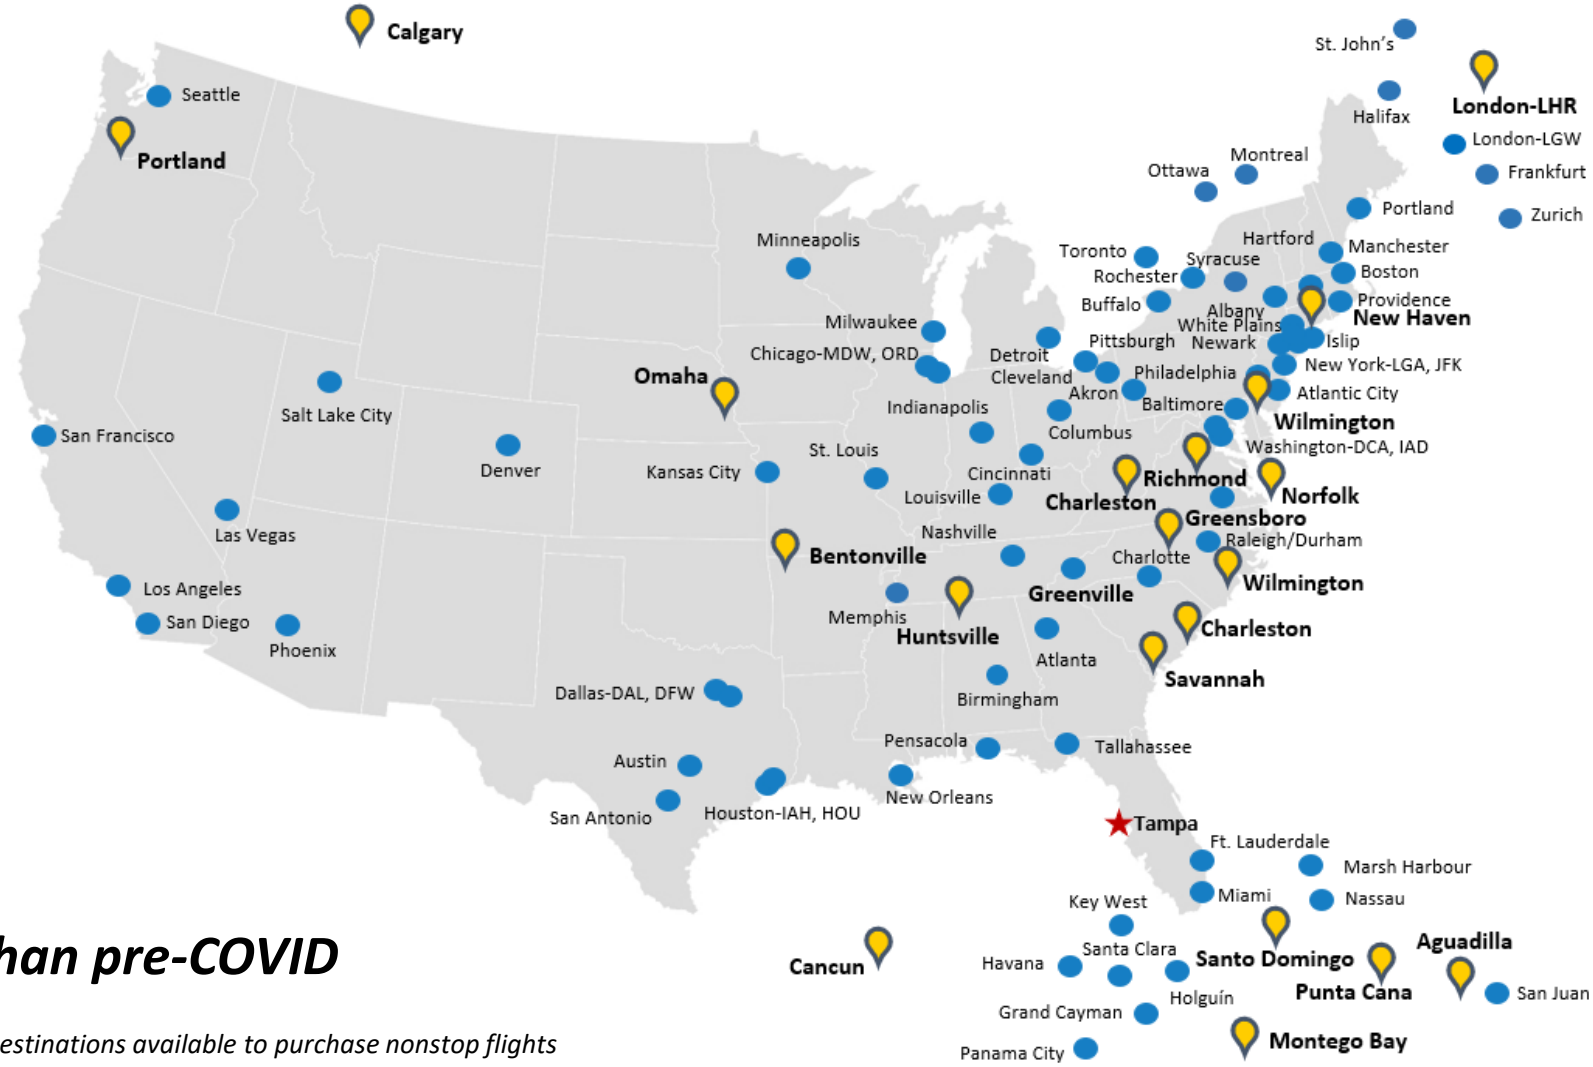 Calgary
St. John's
London-LHR
Seattle
Halifax
London-LGW
Portland
Montreal
Ottawa
Frankfurt
Portland
Zurich
Minneapolis
Hartford
Manchester
Toronto
Syracuse
Rochester
Boston
Buffalo
Providence
Albany
New Haven
Milwaukee
White Plains
Pittsburgh
Newark
Islip
Chicago-MDW, ORD
Detroit
New York-LGA, JFK
Omaha
Cleveland
Philadelphia
Akron
Atlantic City
Salt Lake City
Indianapolis
Baltimore
Wilmington
San Francisco
Columbus
Washington-DCA, IAD
St. Louis
Denver
Kansas City
Cincinnati
Richmond
Louisville
Charleston
Norfolk
Las Vegas
Nashville
Greensboro
Raleigh/Durham
Bentonville
Charlotte
Los Angeles
Greenville
Wilmington
San Diego
Memphis
Huntsville
Charleston
Phoenix
Atlanta
Savannah
Dallas-DAL, DFW
Birmingham
Pensacola
Tallahassee
Austin
New Orleans
San Antonio
Houston-IAH, HOU
Tampa
Ft. Lauderdale
Marsh Harbour
Miami
Nassau
Key West
han pre-COVID
Santa Clara
Aguadilla
Cancun
Havana
Santo Domingo
Holguín
Punta Cana
San Juan
Grand Cayman
estinations available to purchase nonstop flights
Panama City
Montego Bay